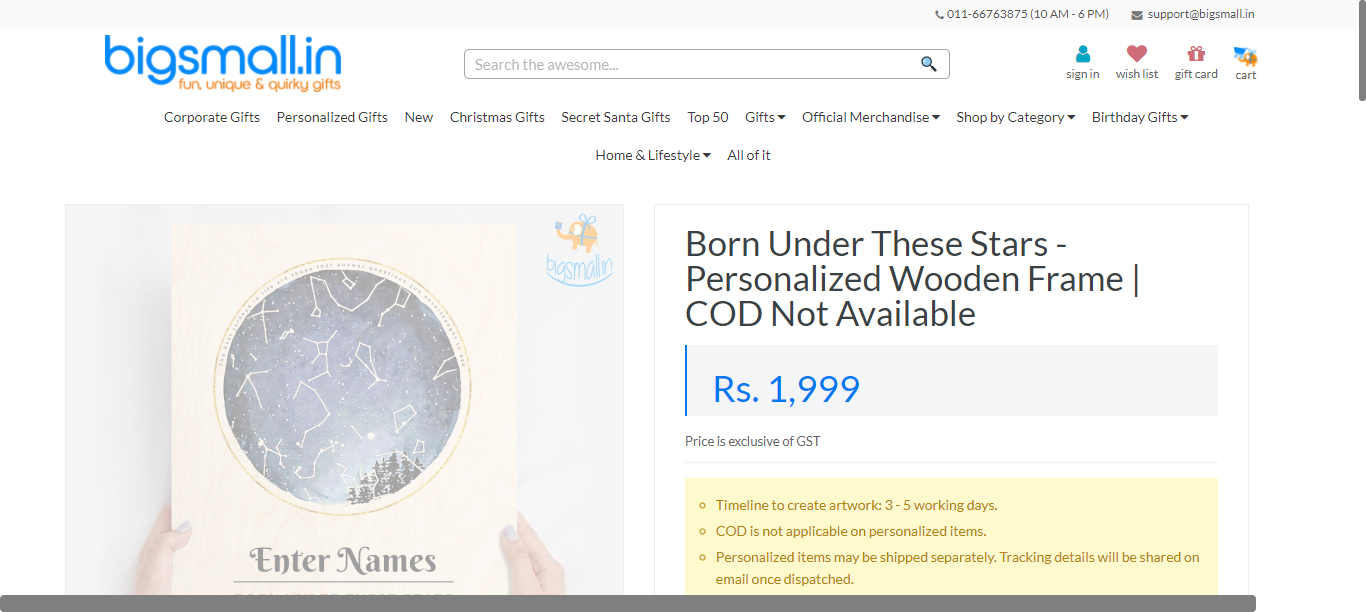 011-66763875 (10 AM - 6 PM) support@bigsmall.in
bigsmall.in
fun, unique & quirky gifts
Search the awesome...
sign in wish list gift card cart
Corporate Gifts Personalized Gifts New Christmas Gifts Secret Santa Gifts Top 50 Gifts Official Merchandise Shop by Category Birthday Gifts
Home & Lifestyle All of it
bigsmall.in
Enter Names
Born Under These Stars -
Personalized Wooden Frame |
COD Not Available
Rs. 1,999
Price is exclusive of GST
Timeline to create artwork: 3 - 5 working days.
COD is not applicable on personalized items.
Personalized items may be shipped separately. Tracking details will be shared on
email once dispatched.